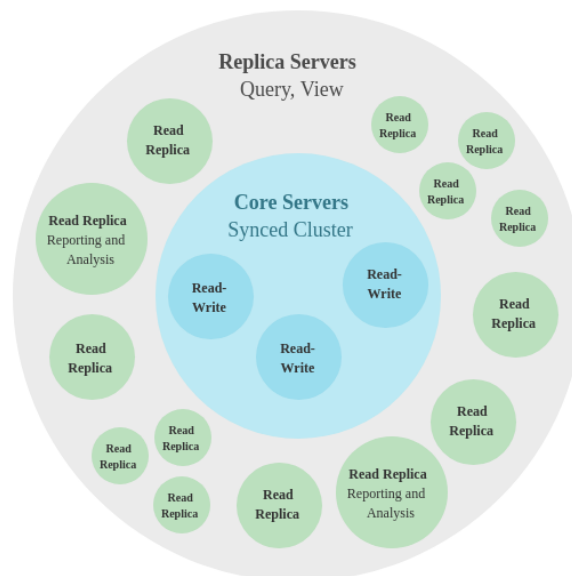 Replica Servers
Query, View
Read
Replica
Read
Replica
Read
Replica
Read
Replica
Read
Replica
Read Replica
Reporting and
Analysis
Core Servers
Synced Cluster
Read-
Write
Read-
Write
Read-
Write
Read
Replica
Read
Replica
Read
Replica
Read
Replica
Read
Replica
Read
Replica
Read
Replica
Read Replica
Reporting and
Analysis